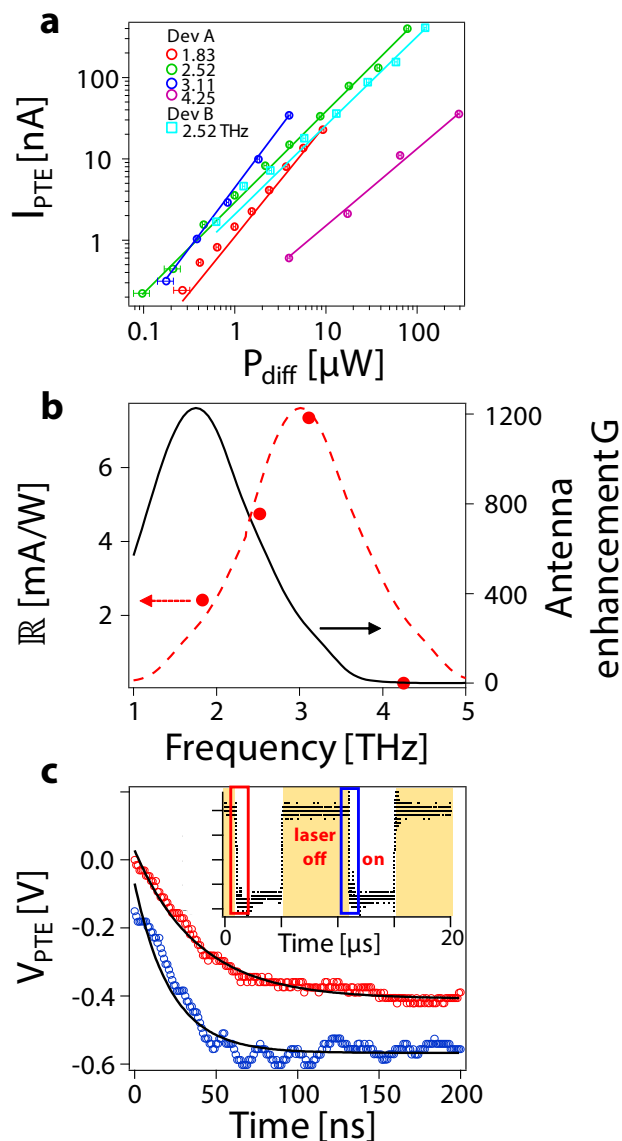 a
Dev A
1.83
2.52
3.11
4.25
Dev B
2.52 THz
100
10
1
I_PTE [nA]
0.1 1 10 100
P_diff [µW]
b
6
4
2
ℝ [mA/W]
1200
800
400
0
Antenna
enhancement G
1 2 3 4 5
Frequency [THz]
c
0.0
-0.2
-0.4
-0.6
V_PTE [V]
laser
off
on
0 20
Time [µs]
0 50 100 150 200
Time [ns]